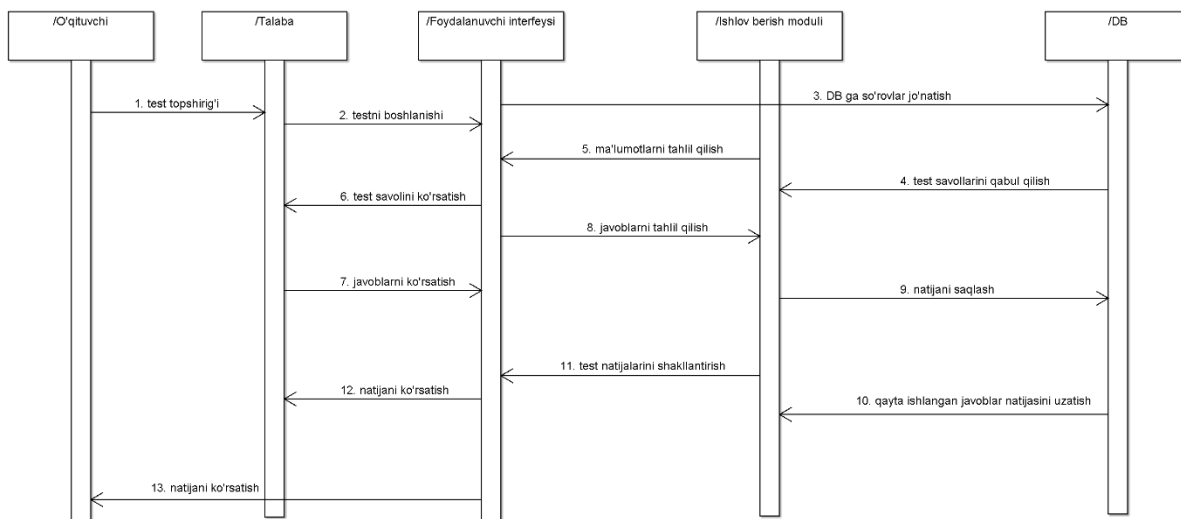 /O'qituvchi
/Talaba
/Foydalanuvchi interfeysi
/Ishlov berish moduli
/DB
1. test topshirig'i
2. testni boshlanishi
3. DB ga so'rovlar jo'natish
5. ma'lumotlarni tahlil qilish
4. test savollarini qabul qilish
6. test savolini ko'rsatish
8. javoblarni tahlil qilish
7. javoblarni ko'rsatish
9. natijani saqlash
11. test natijalarini shakllantirish
12. natijani ko'rsatish
10. qayta ishlangan javoblar natijasini uzatish
13. natijani ko'rsatish